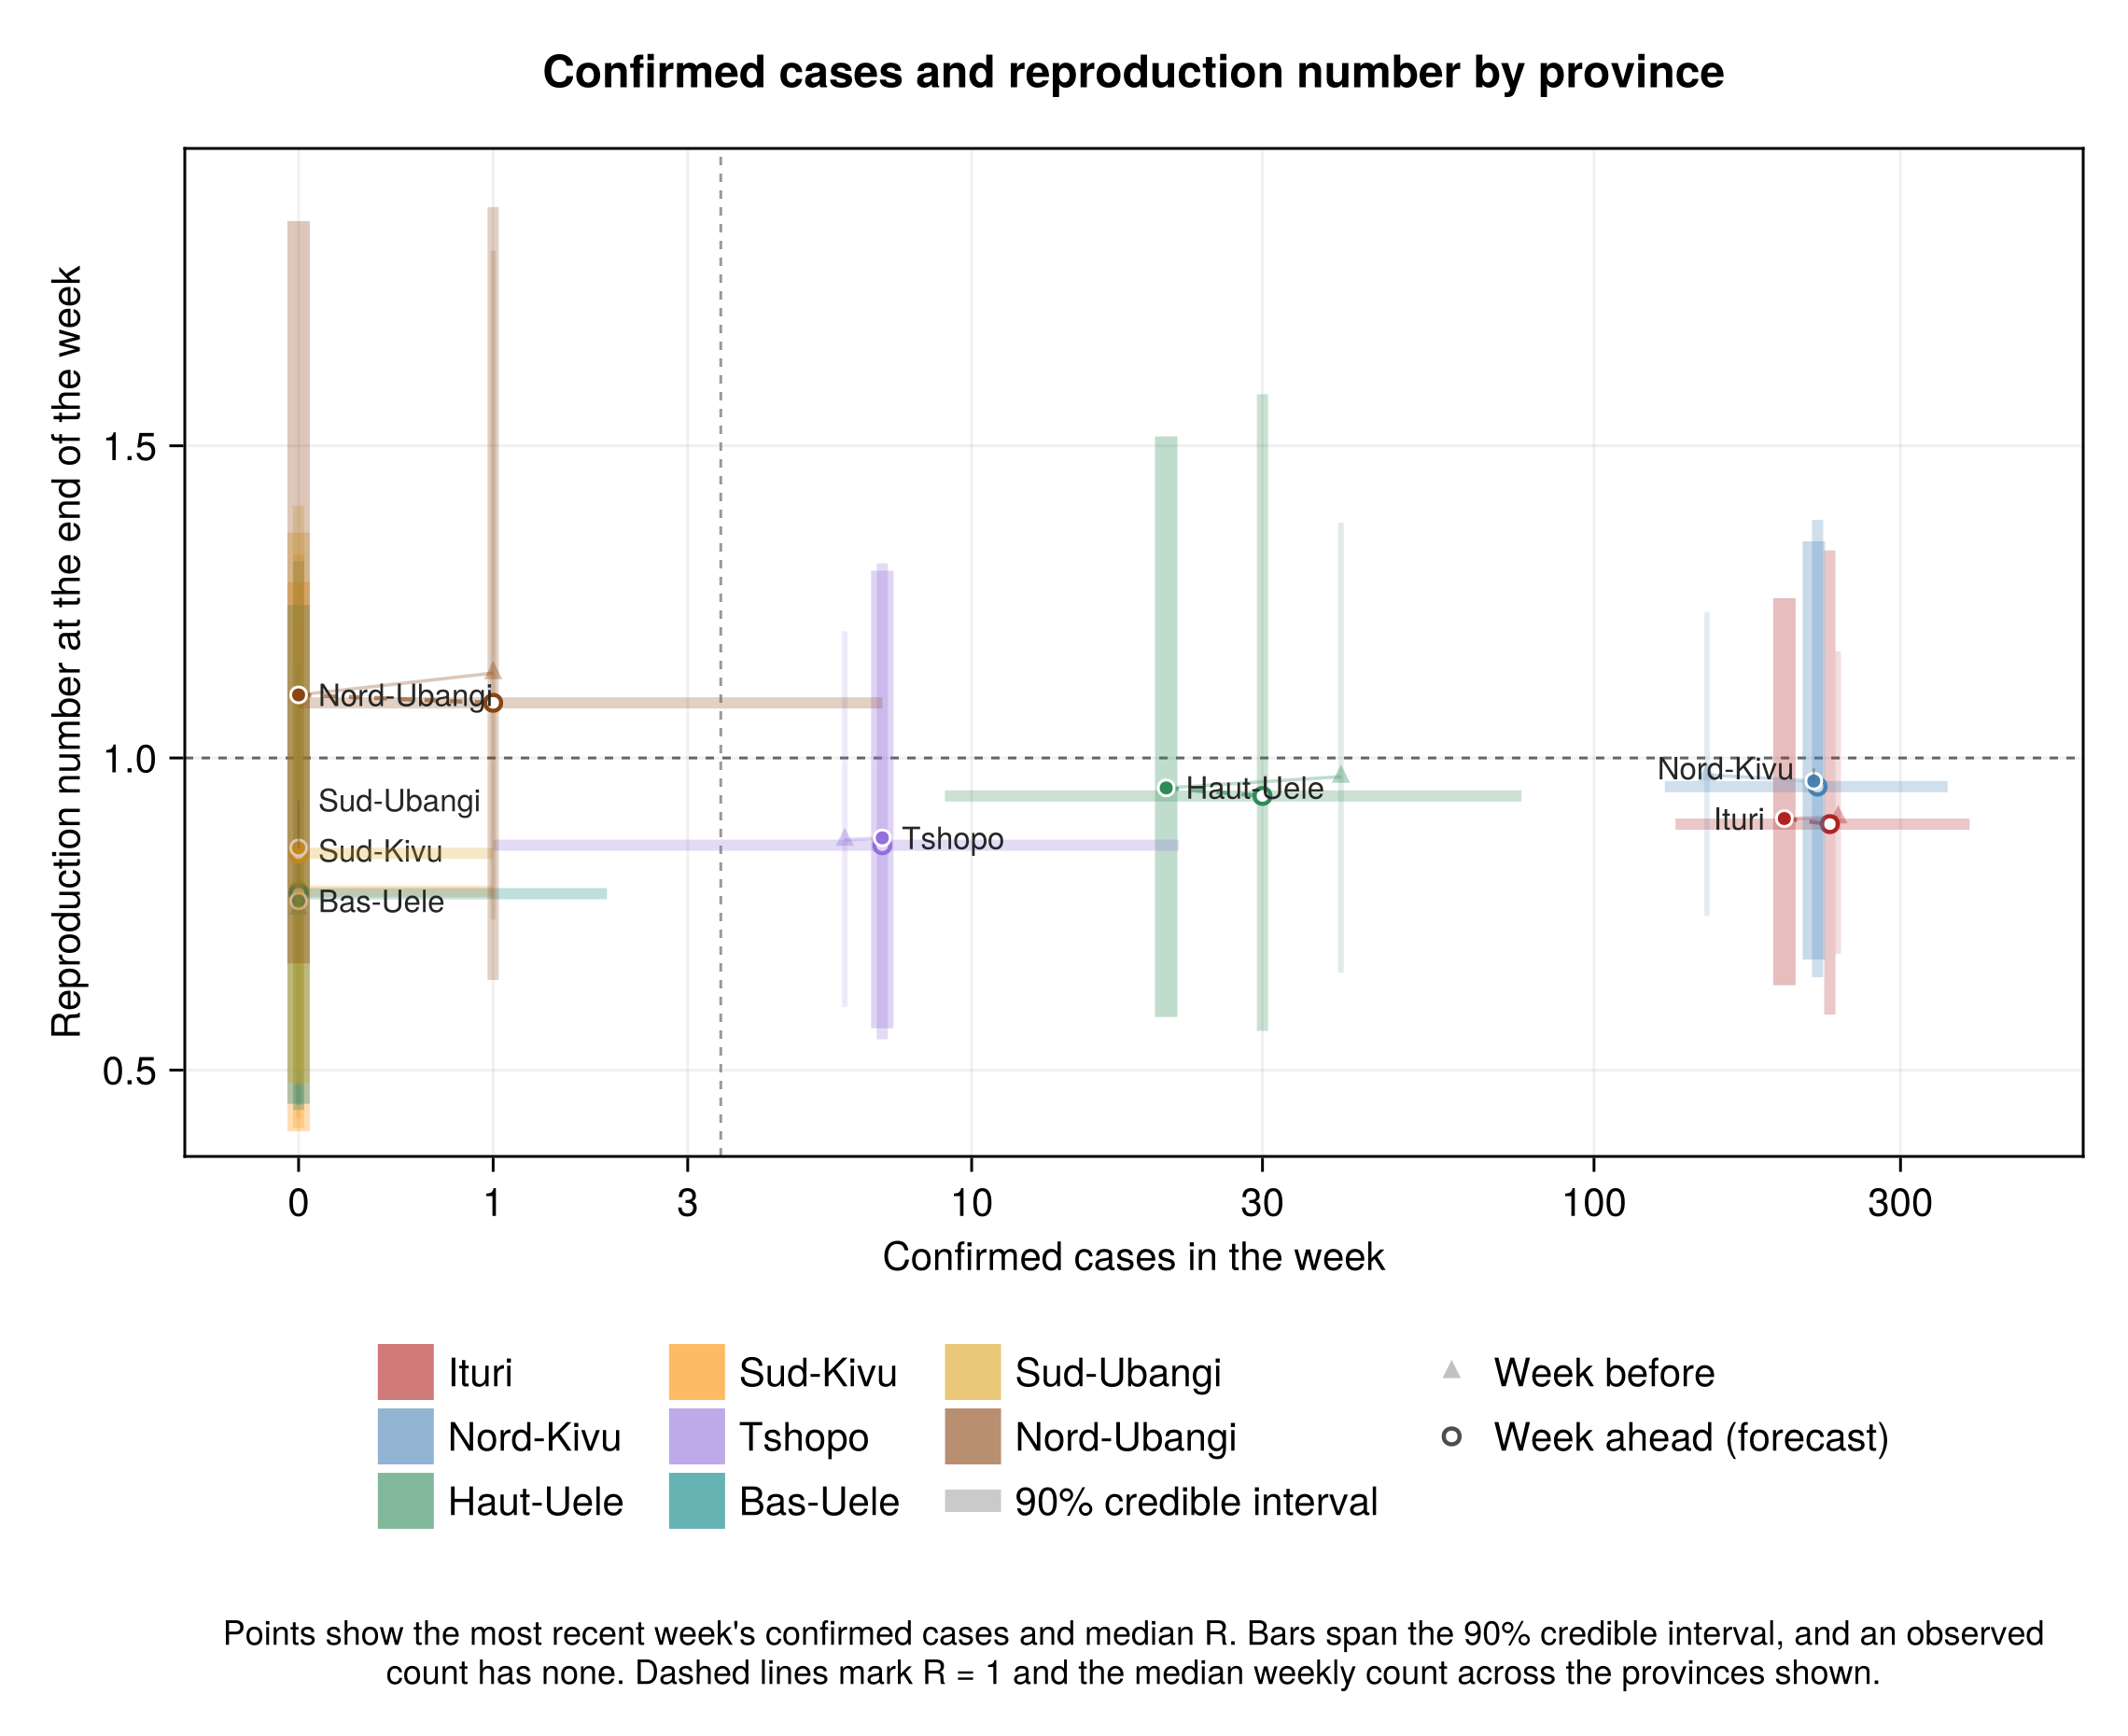 Confirmed cases and reproduction number by province
Reproduction number at the end of the week
1.5
1.0
0.5
Nord-Ubangi
Sud-Ubangi
Sud-Kivu
Bas-Uele
Tshopo
Haut-Uele
Nord-Kivu
Ituri
0 1 3 10 30 100 300
Confirmed cases in the week
Ituri Sud-Kivu Sud-Ubangi Week before
Nord-Kivu Tshopo Nord-Ubangi Week ahead (forecast)
Haut-Uele Bas-Uele 90% credible interval
Points show the most recent week's confirmed cases and median R. Bars span the 90% credible interval, and an observed
count has none. Dashed lines mark R = 1 and the median weekly count across the provinces shown.